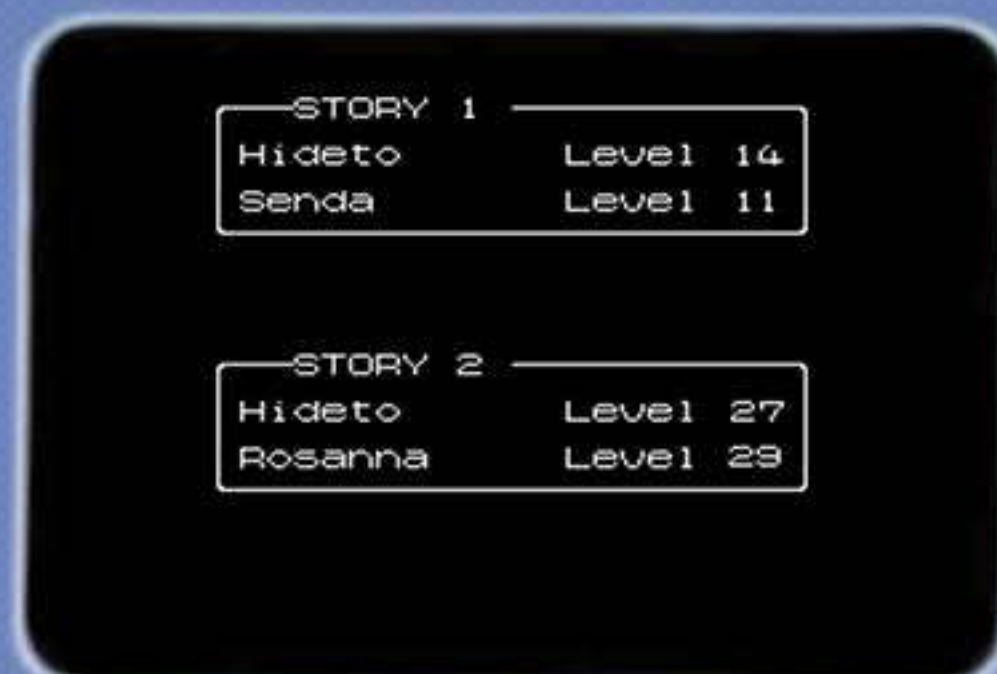 STORY 1
Hideto Level 14
Senda Level 11
STORY 2
Hideto Level 27
Rosanna Level 29